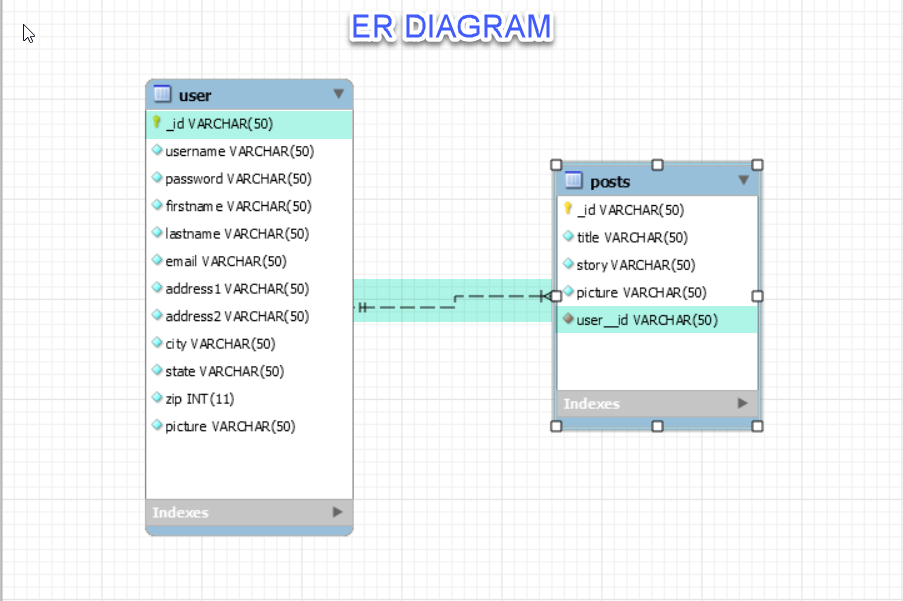 ER DIAGRAM
user
_id VARCHAR(50)
username VARCHAR(50)
password VARCHAR(50)
firstname VARCHAR(50)
lastname VARCHAR(50)
email VARCHAR(50)
address1 VARCHAR(50)
address2 VARCHAR(50)
city VARCHAR(50)
state VARCHAR(50)
zip INT(11)
picture VARCHAR(50)
Indexes
posts
_id VARCHAR(50)
title VARCHAR(50)
story VARCHAR(50)
picture VARCHAR(50)
user__id VARCHAR(50)
Indexes